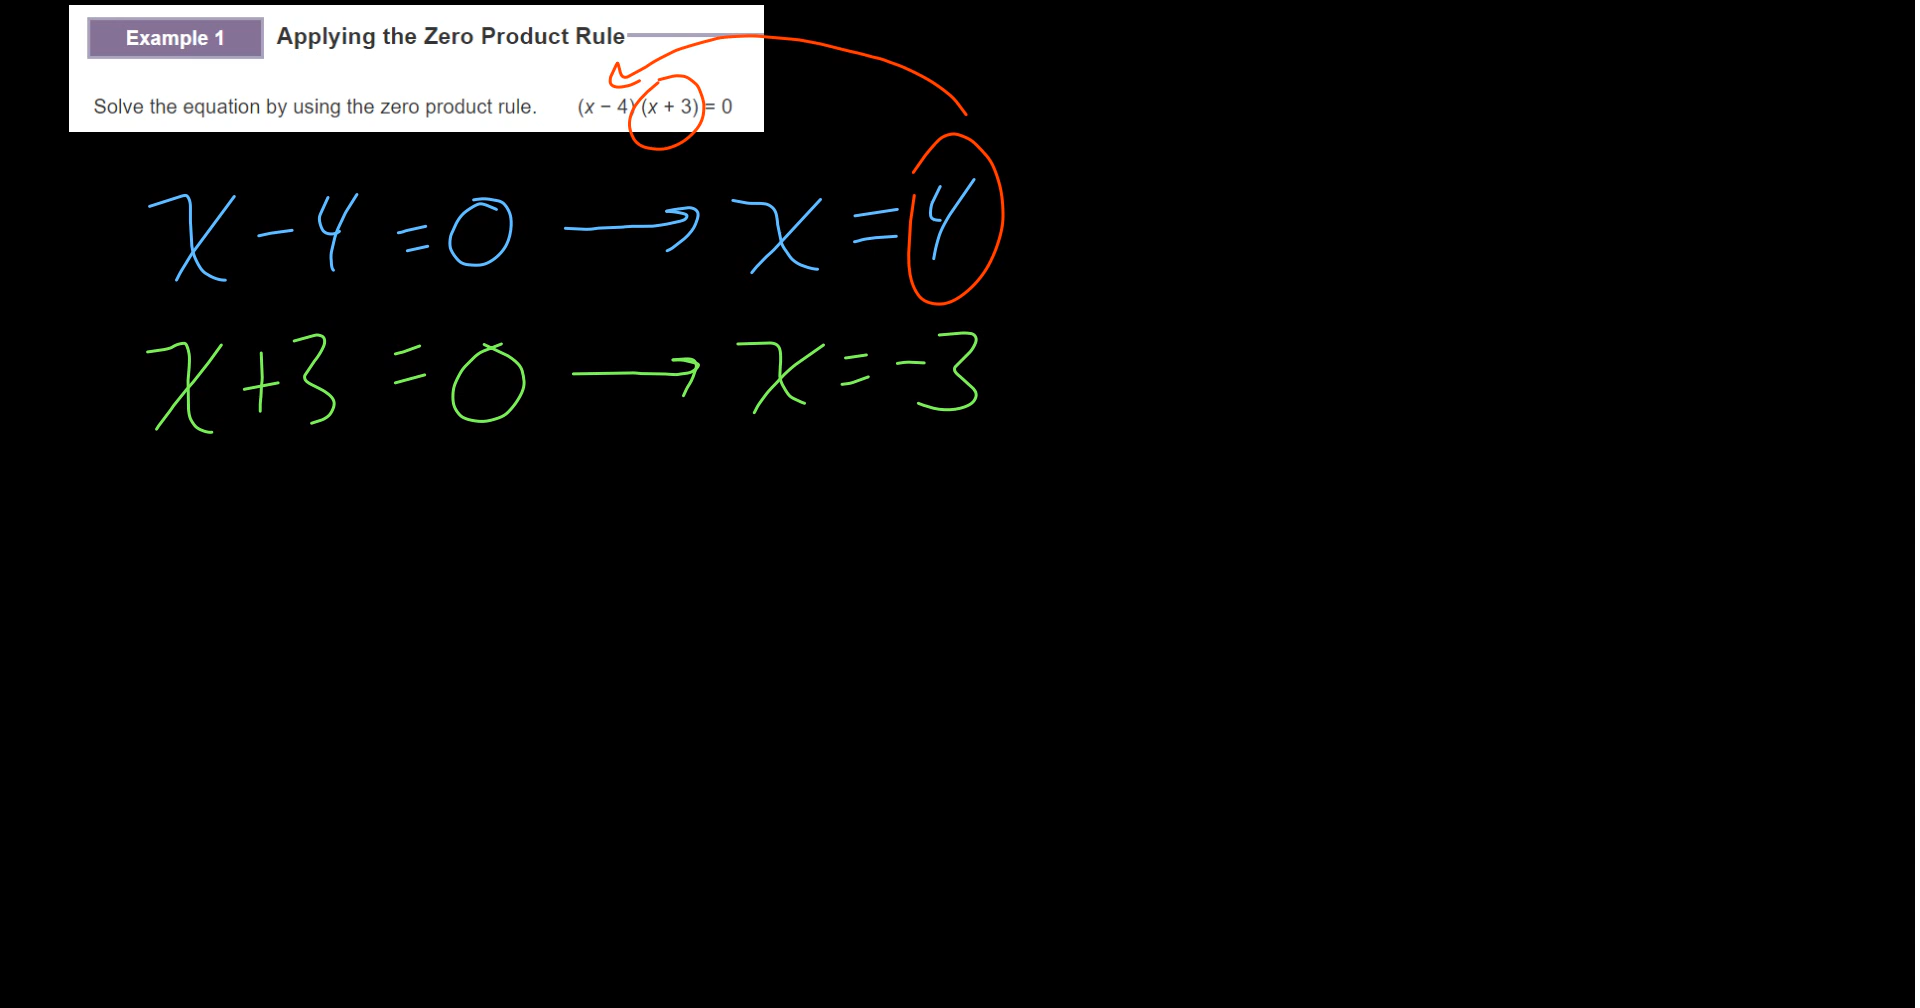 Example 1 Applying the Zero Product Rule
Solve the equation by using the zero product rule. (x − 4)(x + 3) = 0
x − 4 = 0 → x = 4
x + 3 = 0 → x = −3